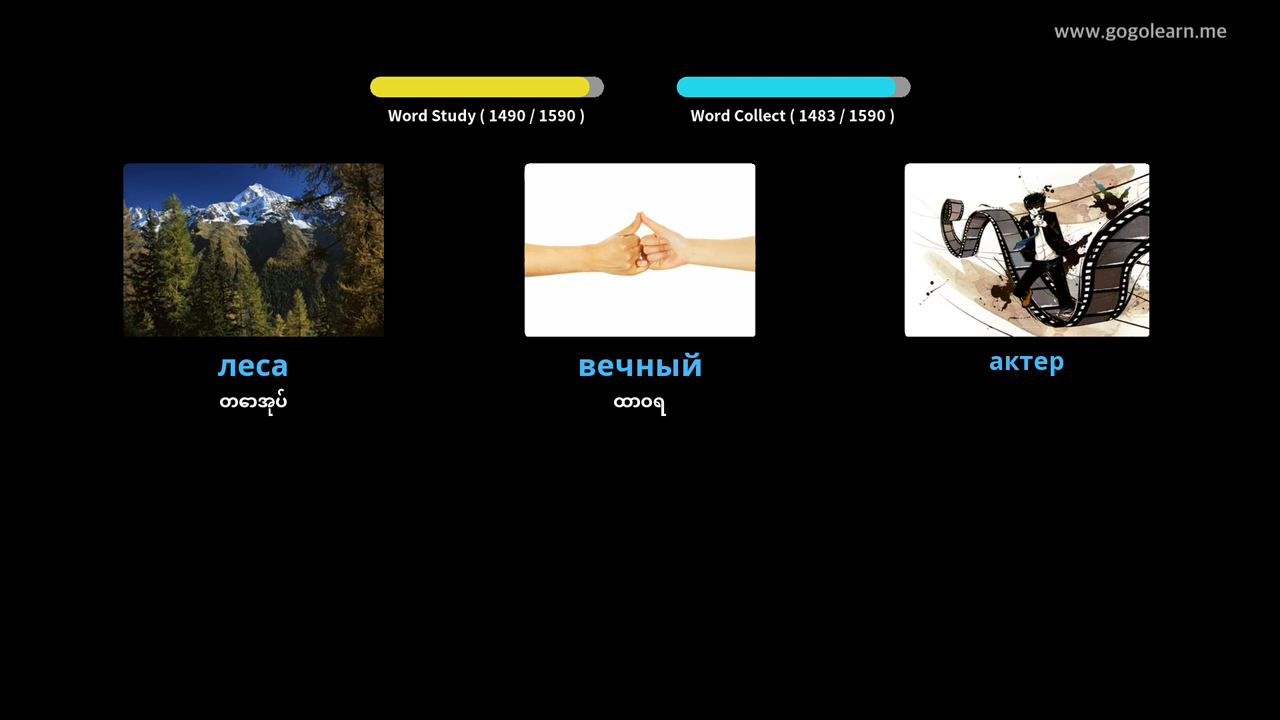 www.gogolearn.me
Word Study ( 1490 / 1590 )
Word Collect ( 1483 / 1590 )
леса
вечный
актер
တောအုပ်
ထာဝရ